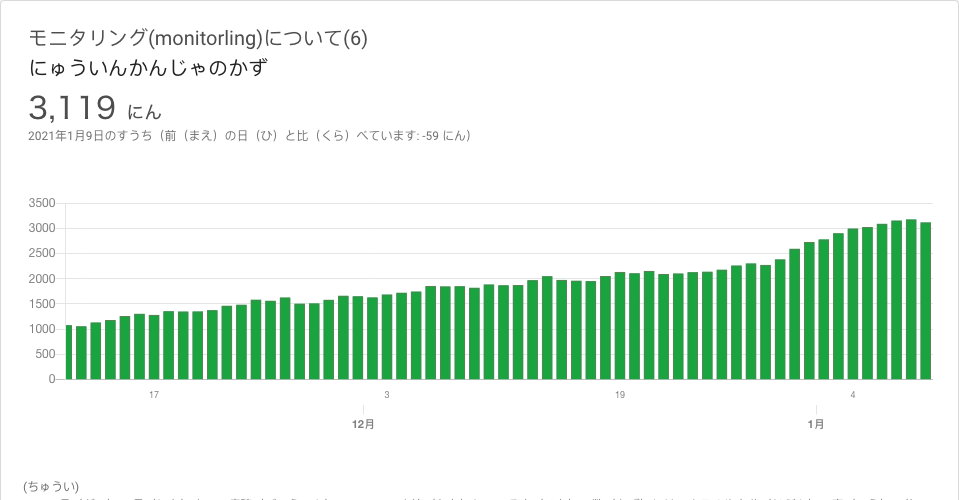 モニタリング(monitorling)について(6)
にゅういんかんじゃのかず
3,119 にん
2021年1月9日のすうち（前（まえ）の日（ひ）と比（くら）べています: -59 にん）
3500
3000
2500
2000
1500
1000
500
0
17 3 19 4
12月 1月
(ちゅうい)